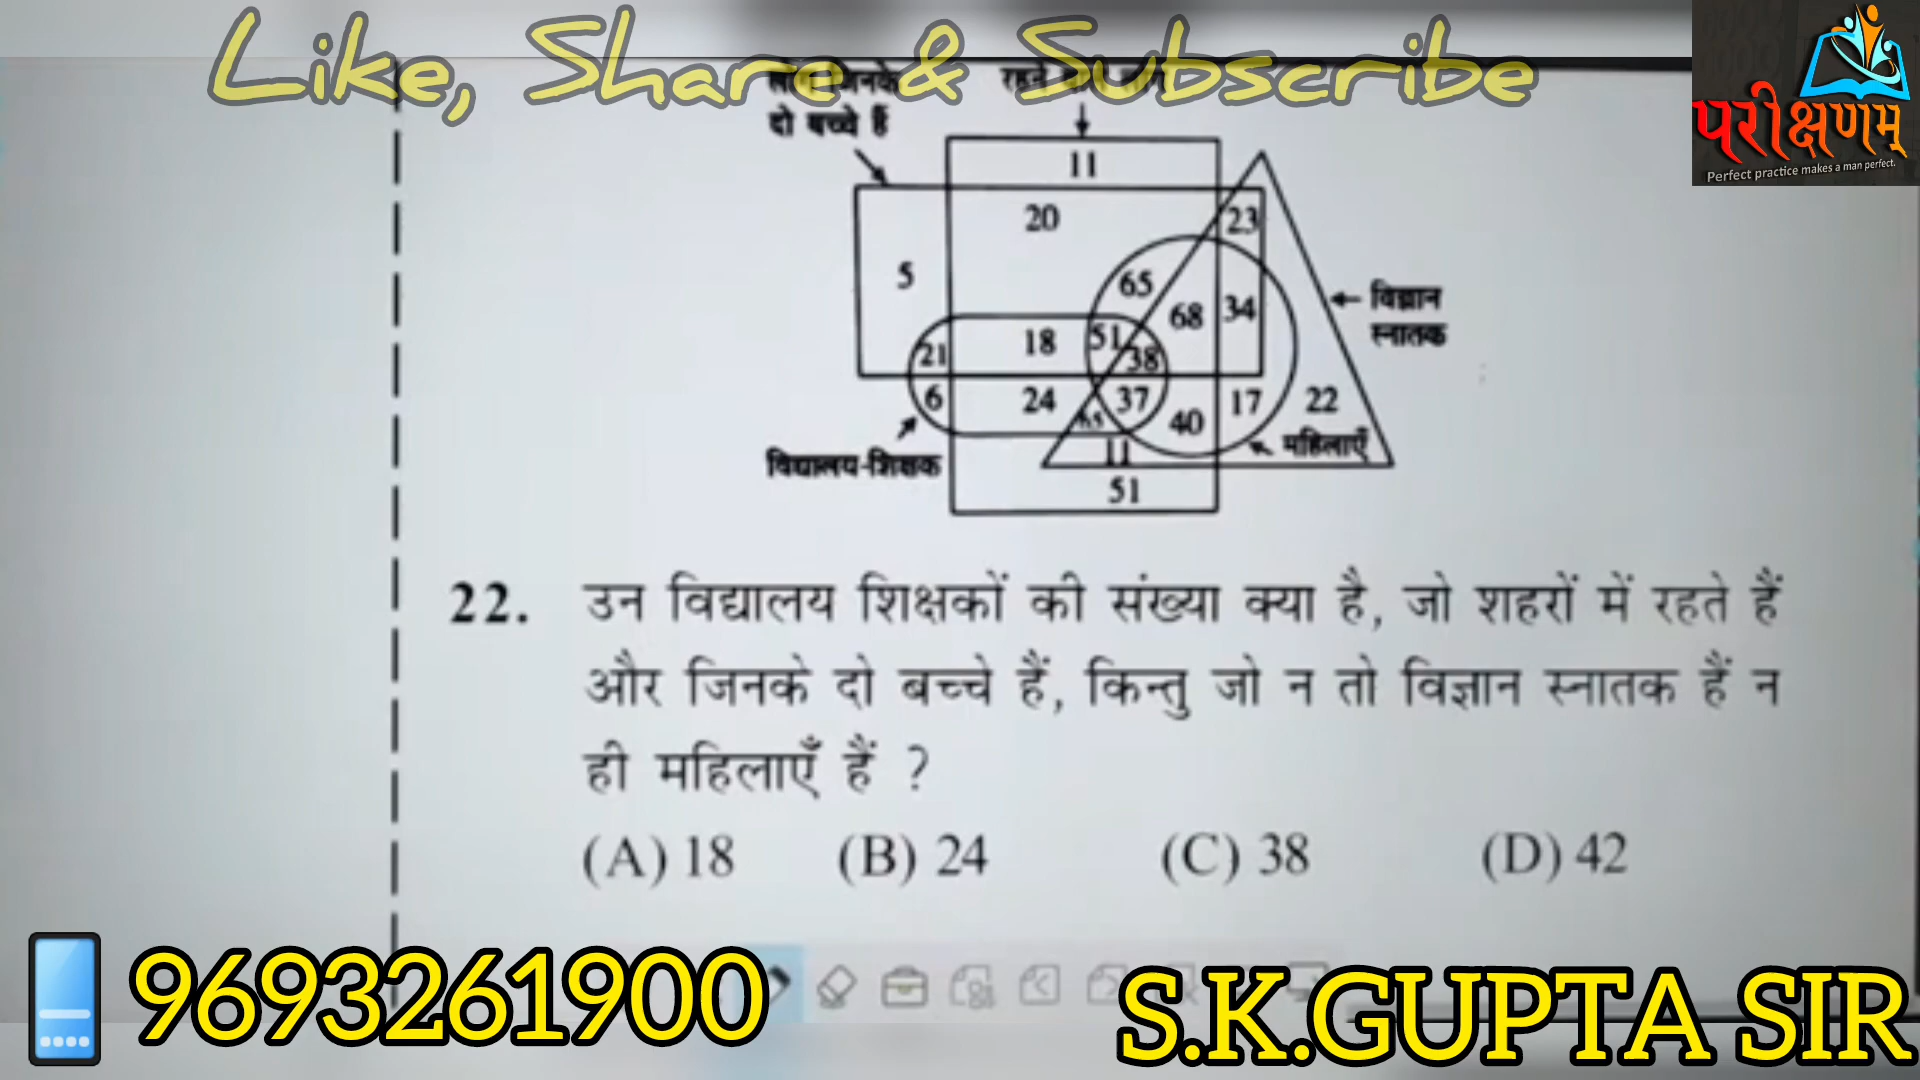 Like, Share & Subscribe
परीक्षणम्
Perfect practice makes a man perfect.
दो बच्चे हैं
11
20
23
5
65
68
34
विज्ञान
स्नातक
21
18
51
38
6
24
37
40
17
22
महिलाएँ
विद्यालय-शिक्षक
11
51
22. उन विद्यालय शिक्षकों की संख्या क्या है, जो शहरों में रहते हैं
और जिनके दो बच्चे हैं, किन्तु जो न तो विज्ञान स्नातक हैं न
ही महिलाएँ हैं ?
(A) 18 (B) 24 (C) 38 (D) 42
9693261900
S.K.GUPTA SIR